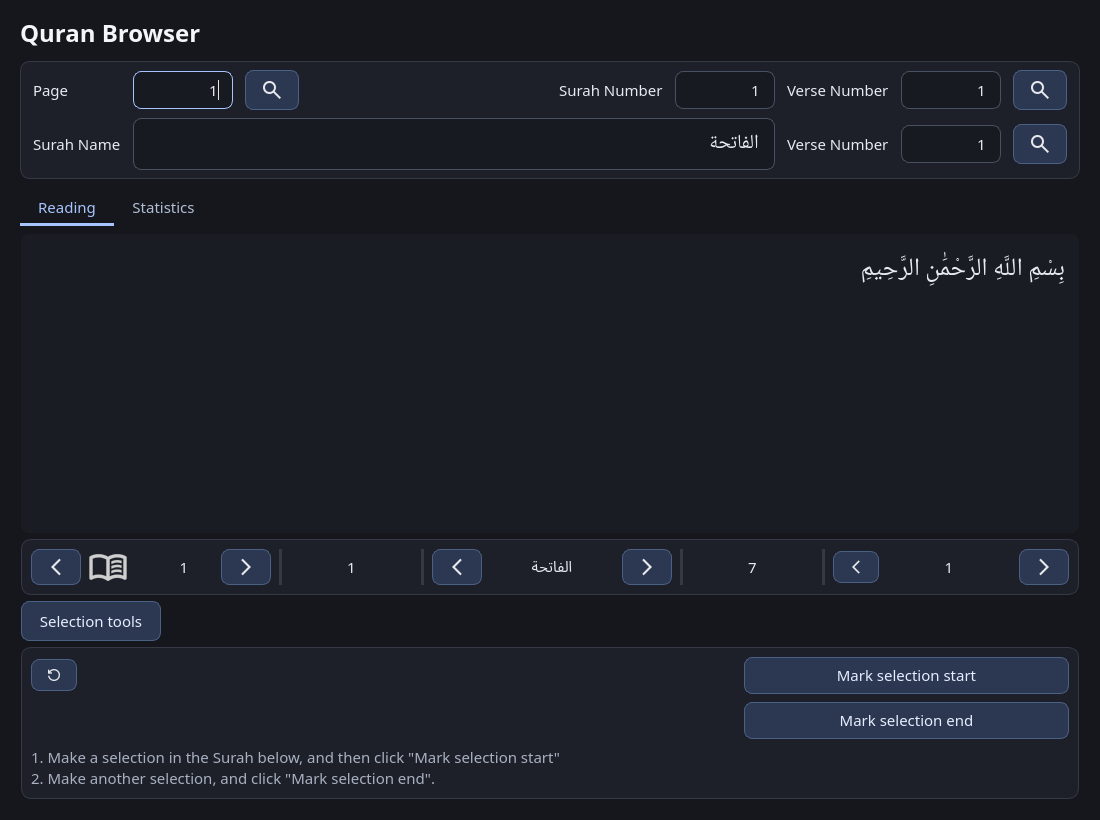 Quran Browser
Page 1 Surah Number 1 Verse Number 1
Surah Name الفاتحة Verse Number 1
Reading Statistics
بِسْمِ اللَّهِ الرَّحْمَٰنِ الرَّحِيمِ
1 1 الفاتحة 7 1
Selection tools
Mark selection start
Mark selection end
1. Make a selection in the Surah below, and then click "Mark selection start"
2. Make another selection, and click "Mark selection end".